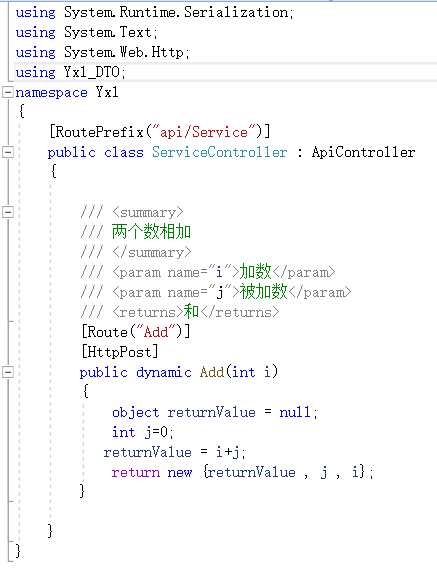 using System.Runtime.Serialization;
using System.Text;
using System.Web.Http;
using Yx1_DTO;
namespace Yx1
{
[RoutePrefix("api/Service")]
public class ServiceController : ApiController
{
/// <summary>
/// 两个数相加
/// </summary>
/// <param name="i">加数</param>
/// <param name="j">被加数</param>
/// <returns>和</returns>
[Route("Add")]
[HttpPost]
public dynamic Add(int i)
{
object returnValue = null;
int j=0;
returnValue = i+j;
return new {returnValue , j , i};
}
}
}